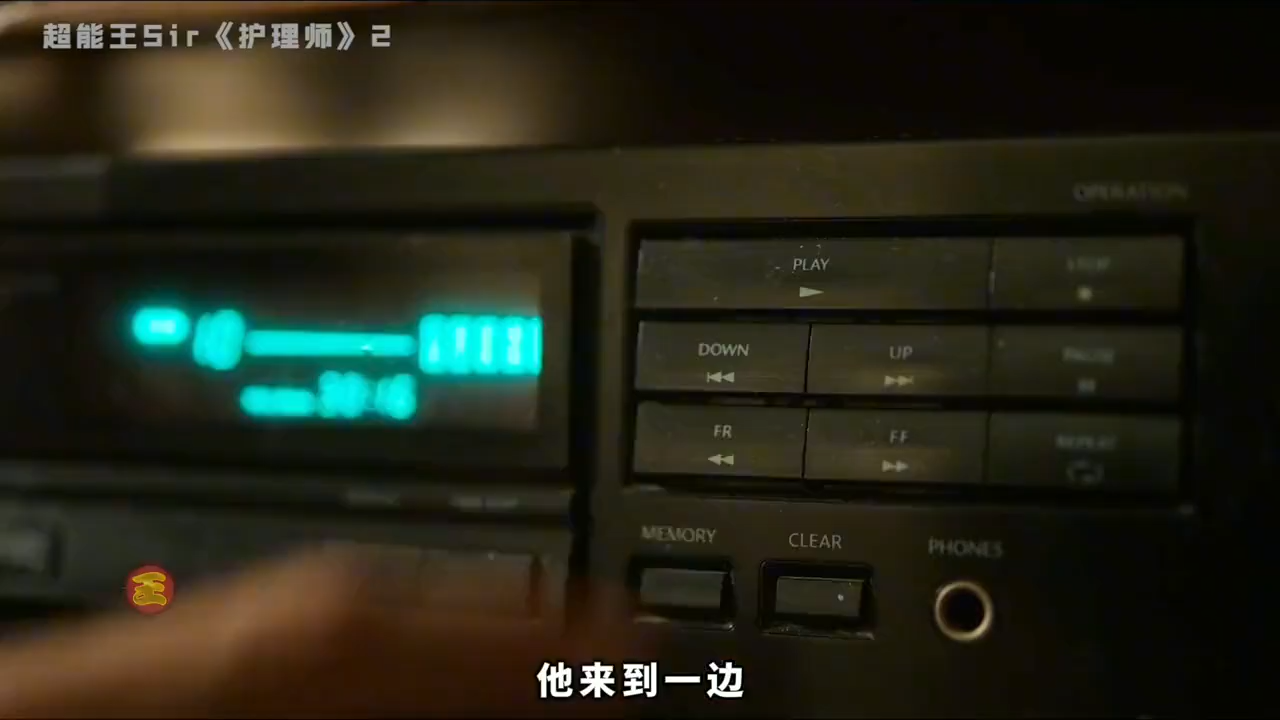 超能王Sir《护理师》2
OPERATION
PLAY
STOP
DOWN
UP
PAUSE
FR
FF
REPEAT
MEMORY
CLEAR
PHONES
王
他来到一边